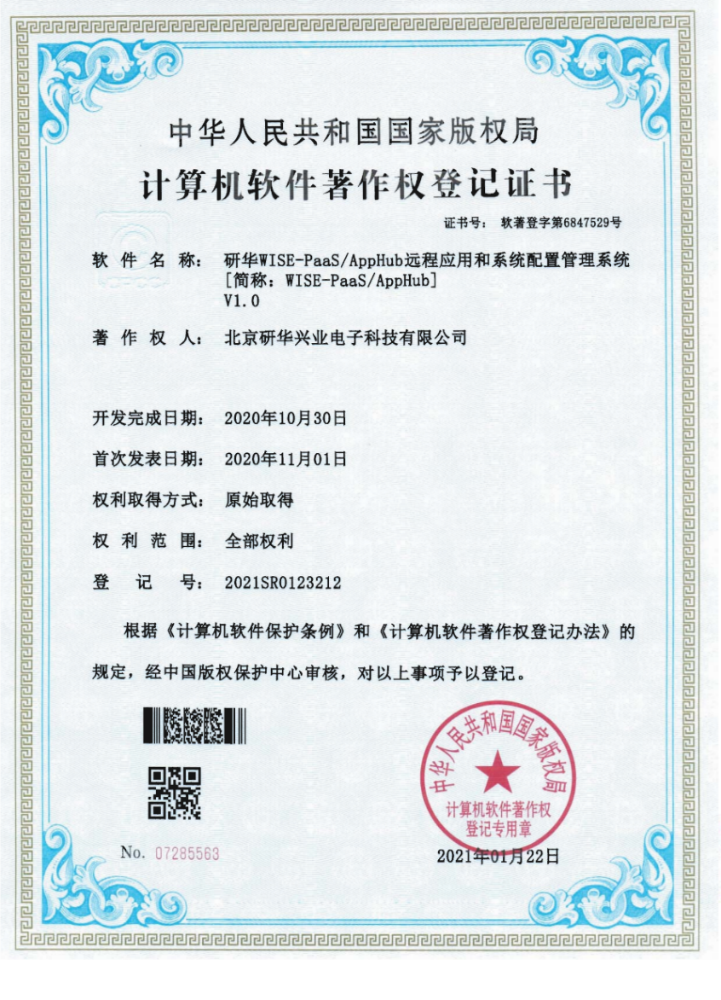 中华人民共和国国家版权局
计算机软件著作权登记证书
证书号： 软著登字第6847529号
软件名称： 研华WISE-PaaS/AppHub远程应用和系统配置管理系统
[简称：WISE-PaaS/AppHub]
V1.0
著作权人： 北京研华兴业电子科技有限公司
开发完成日期： 2020年10月30日
首次发表日期： 2020年11月01日
权利取得方式： 原始取得
权利范围： 全部权利
登记号： 2021SR0123212
根据《计算机软件保护条例》和《计算机软件著作权登记办法》的
规定，经中国版权保护中心审核，对以上事项予以登记。
中华人民共和国国家版权局
计算机软件著作权
登记专用章
No. 07285563
2021年01月22日